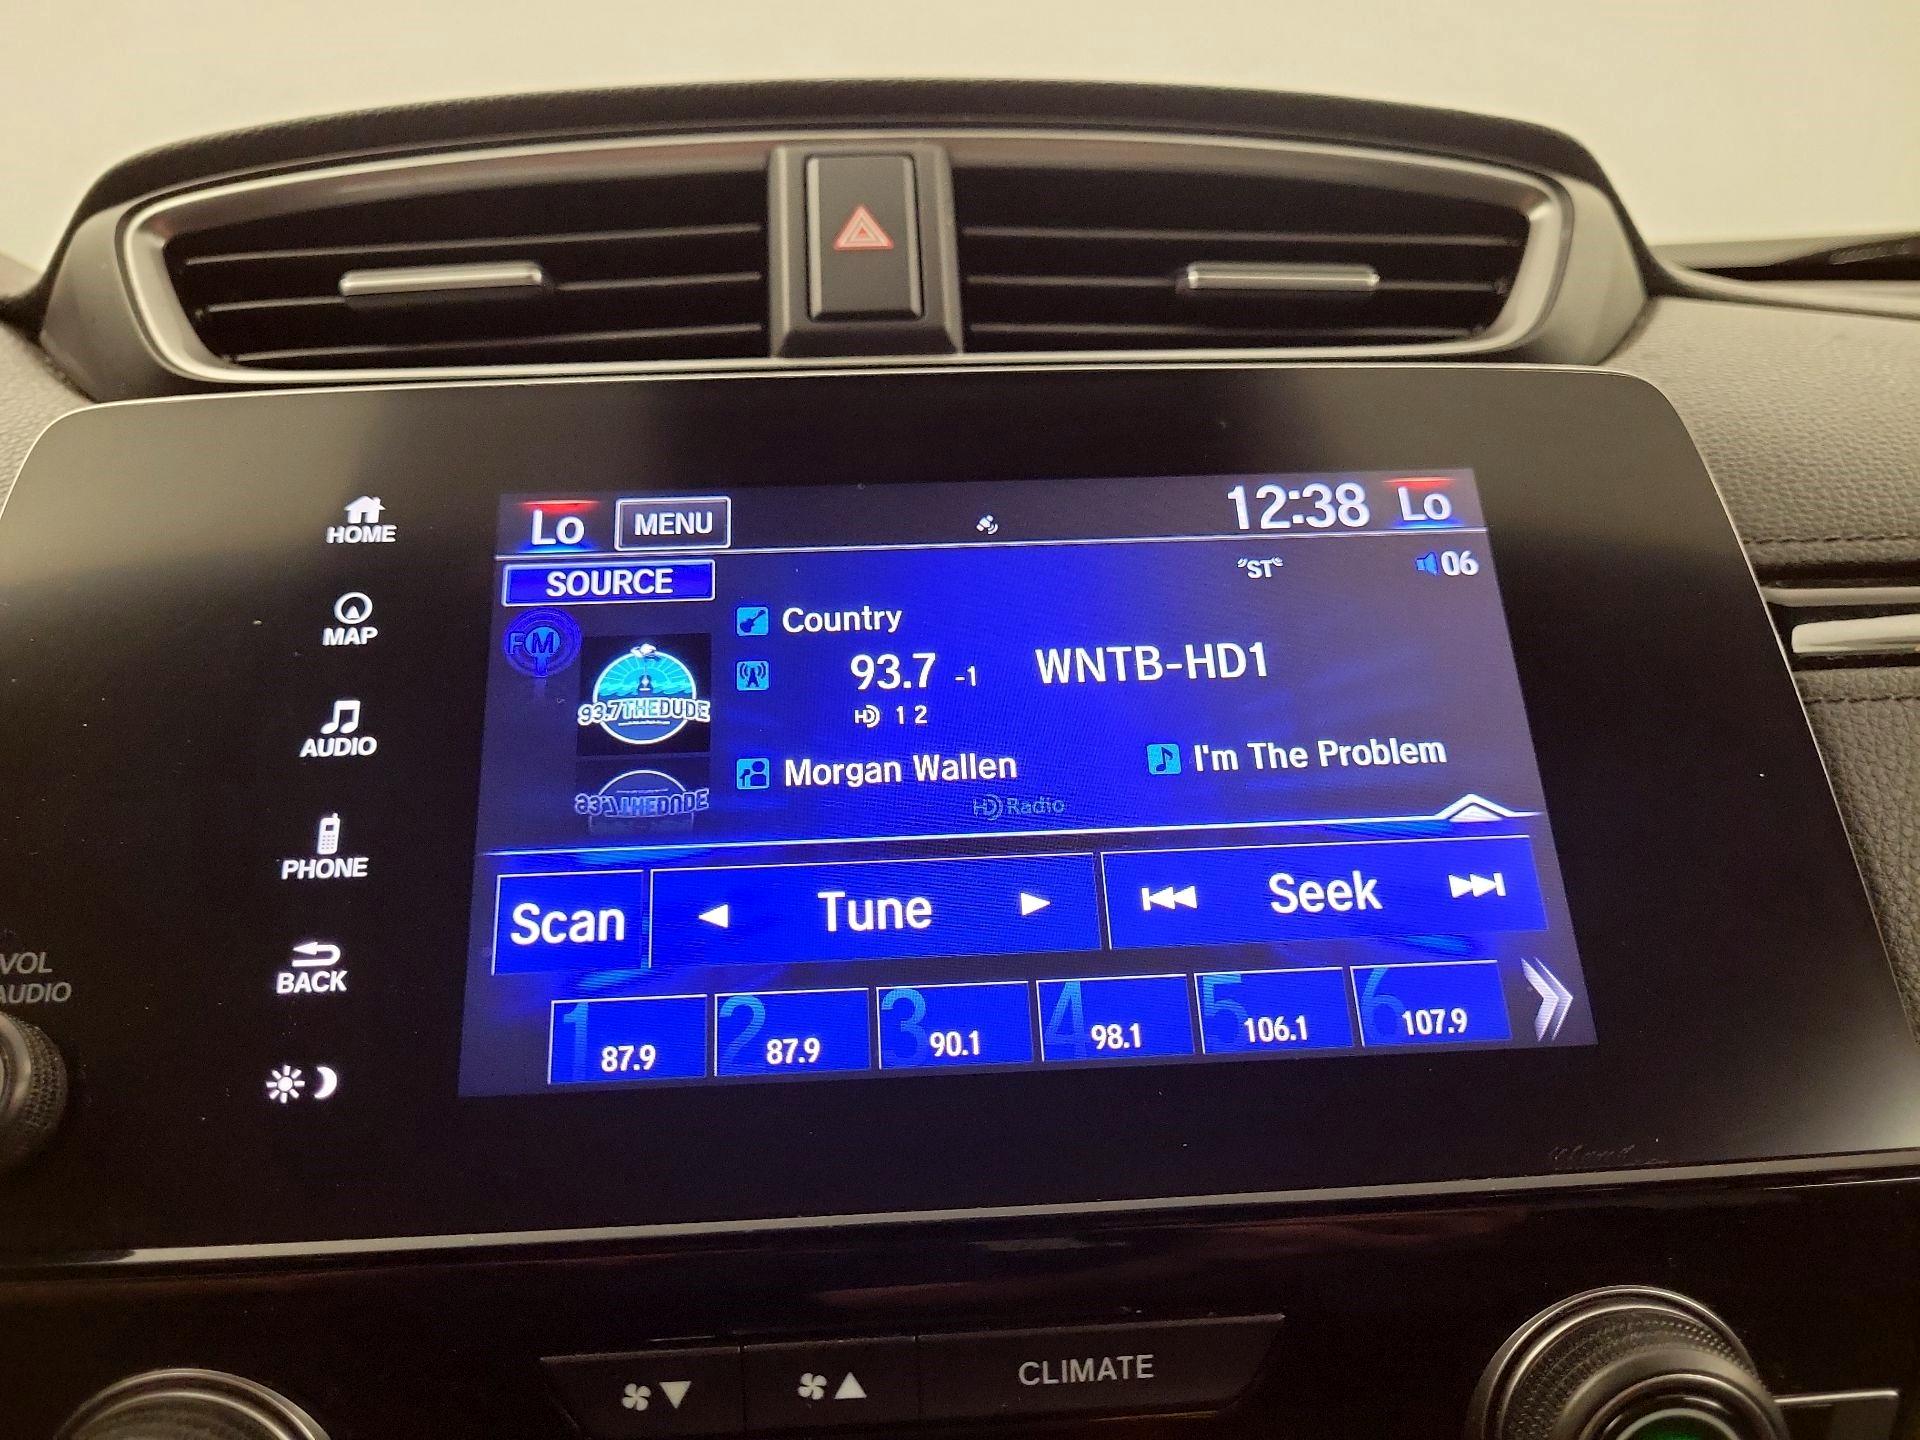 HOME
MAP
AUDIO
PHONE
BACK
VOL
AUDIO
Lo
MENU
12:38
Lo
SOURCE
"ST"
06
FM
93.7THEDUDE
Country
93.7 -1
WNTB-HD1
HD 1 2
Morgan Wallen
I'm The Problem
HD Radio
Scan
Tune
Seek
1 87.9
2 87.9
3 90.1
4 98.1
5 106.1
6 107.9
CLIMATE